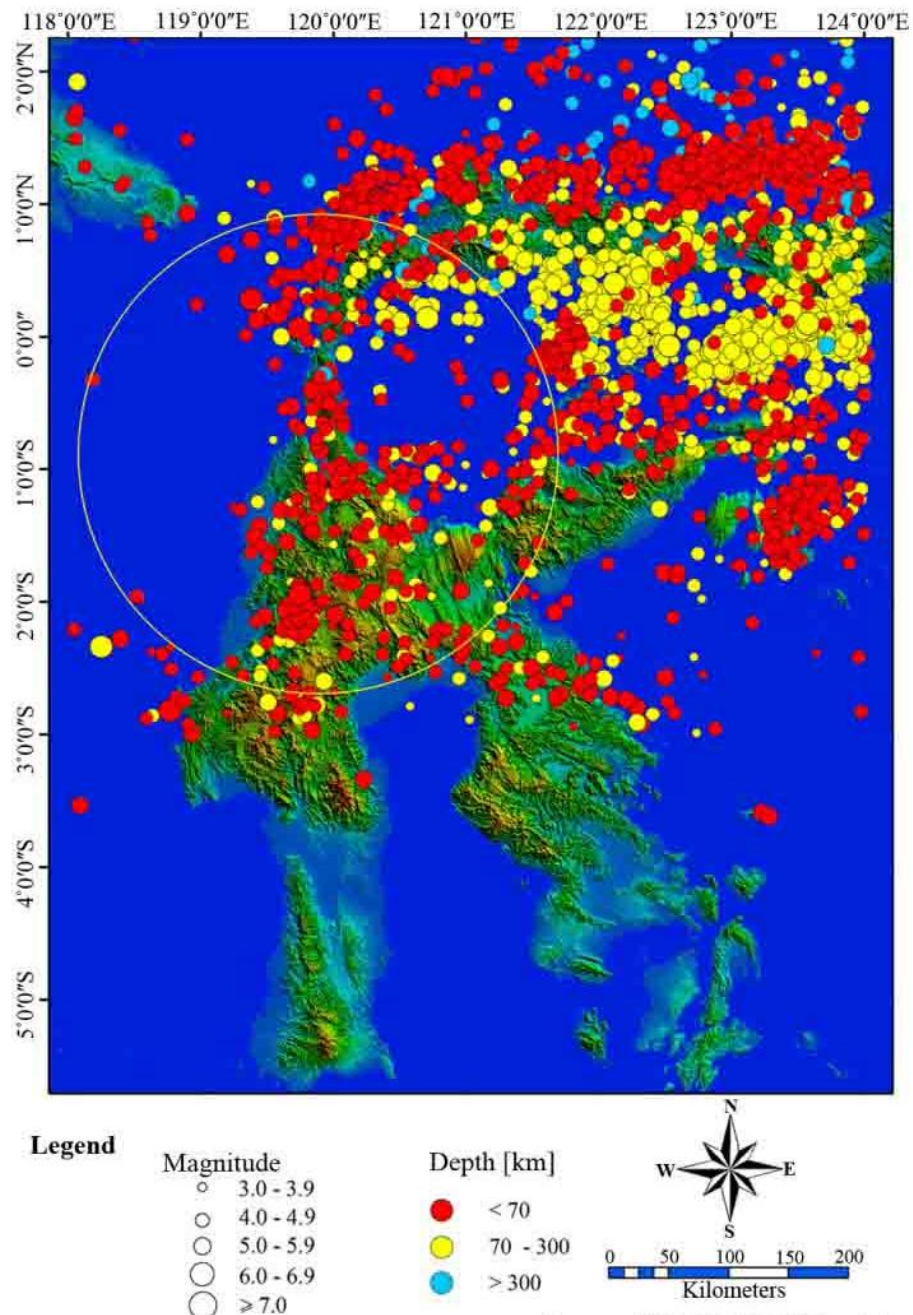 118°0'0"E 119°0'0"E 120°0'0"E 121°0'0"E 122°0'0"E 123°0'0"E 124°0'0"E
2°0'0"N
1°0'0"N
0°0'0"
1°0'0"S
2°0'0"S
3°0'0"S
4°0'0"S
5°0'0"S
Legend
Magnitude
3.0 - 3.9
4.0 - 4.9
5.0 - 5.9
6.0 - 6.9
⩾ 7.0
Depth [km]
< 70
70 - 300
> 300
N
W E
S
0 50 100 150 200
Kilometers